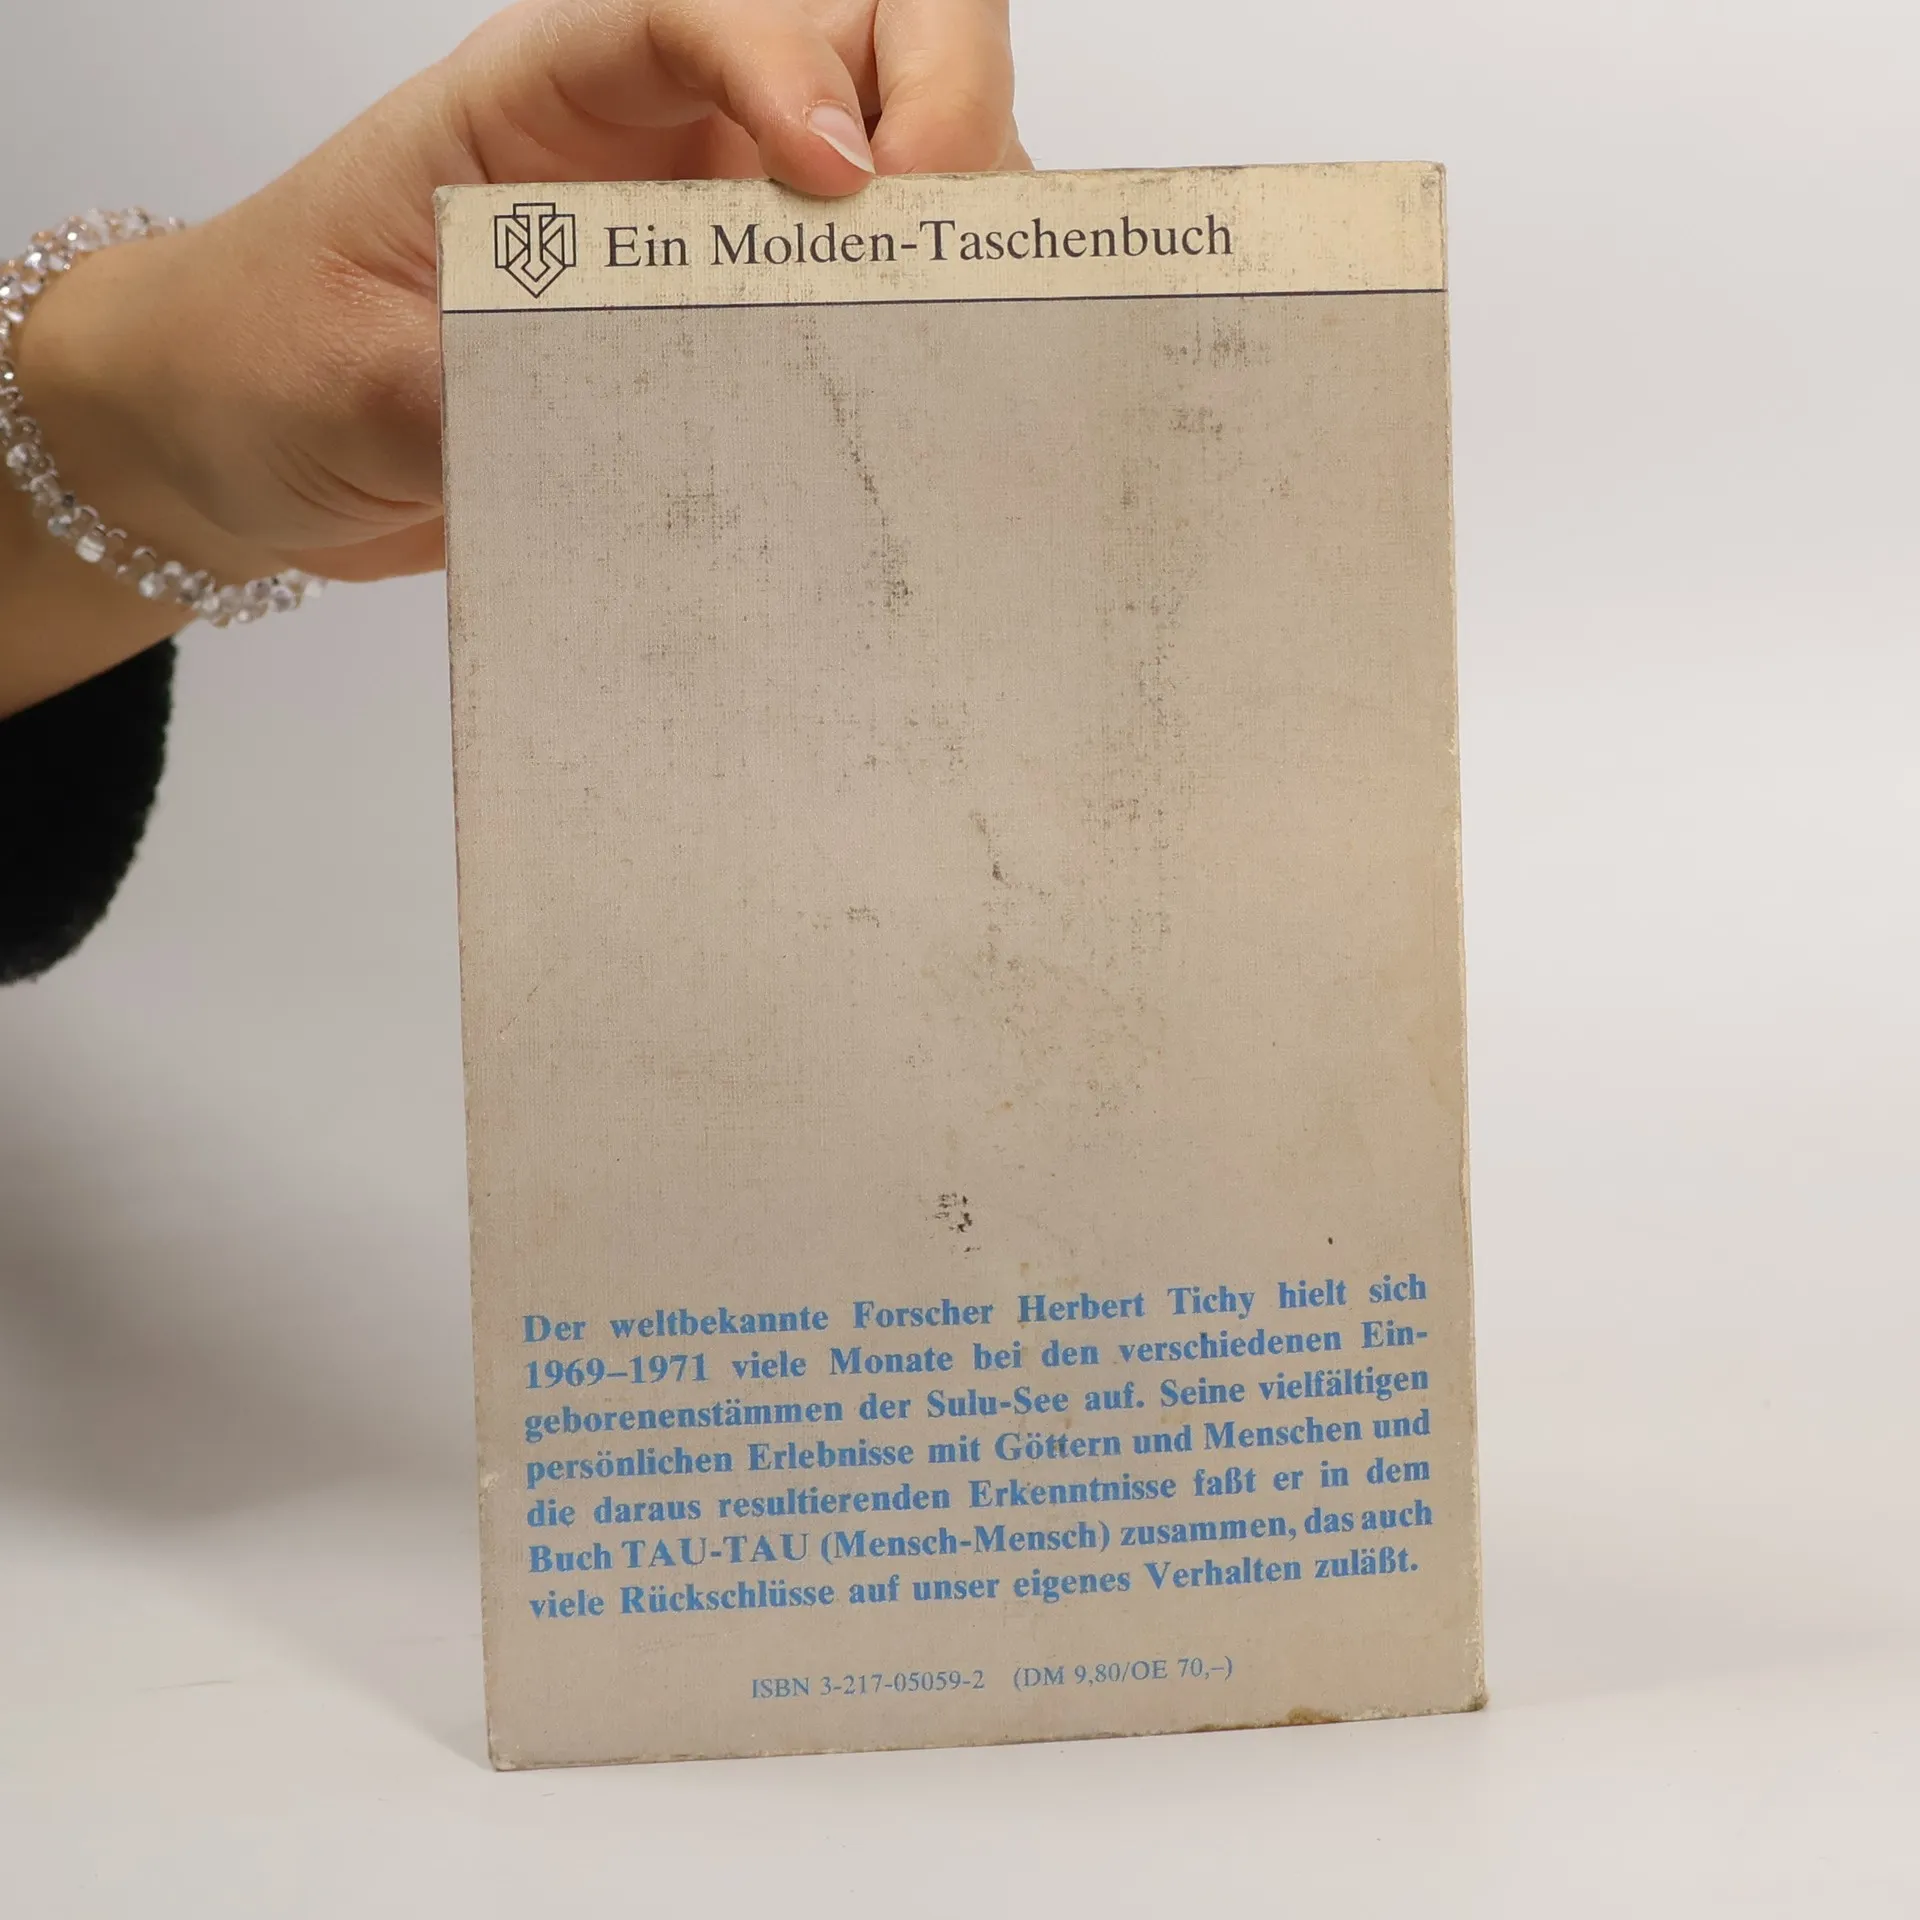 Ein Molden-Taschenbuch
Der weltbekannte Forscher Herbert Tichy hielt sich
1969–1971 viele Monate bei den verschiedenen Ein-
geborenenstämmen der Sulu-See auf. Seine vielfältigen
persönlichen Erlebnisse mit Göttern und Menschen und
die daraus resultierenden Erkenntnisse faßt er in dem
Buch TAU-TAU (Mensch-Mensch) zusammen, das auch
viele Rückschlüsse auf unser eigenes Verhalten zuläßt.
ISBN 3-217-05059-2 (DM 9,80/OE 70,–)